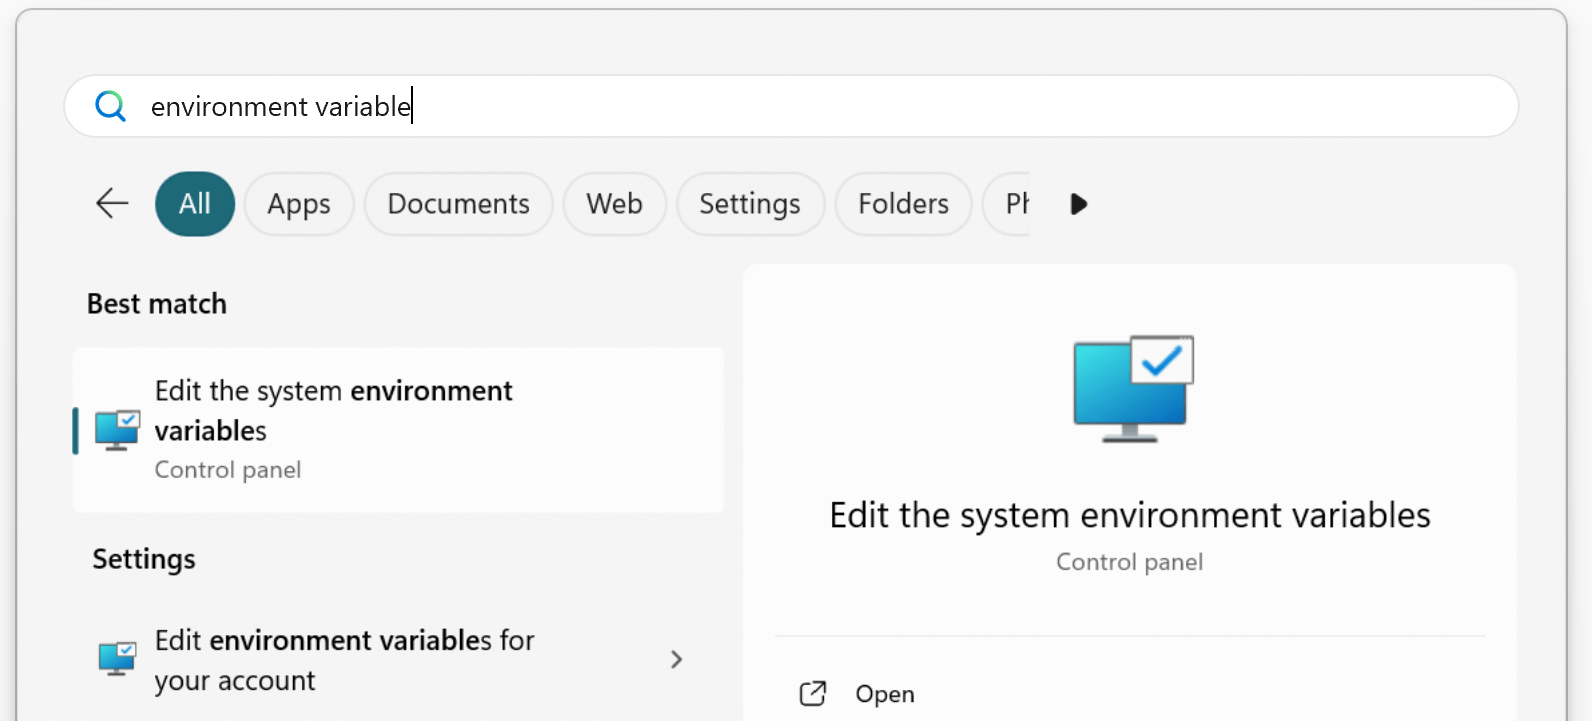 environment variable
All Apps Documents Web Settings Folders
Best match
Edit the system environment
variables
Control panel
Settings
Edit environment variables for
your account
Edit the system environment variables
Control panel
Open